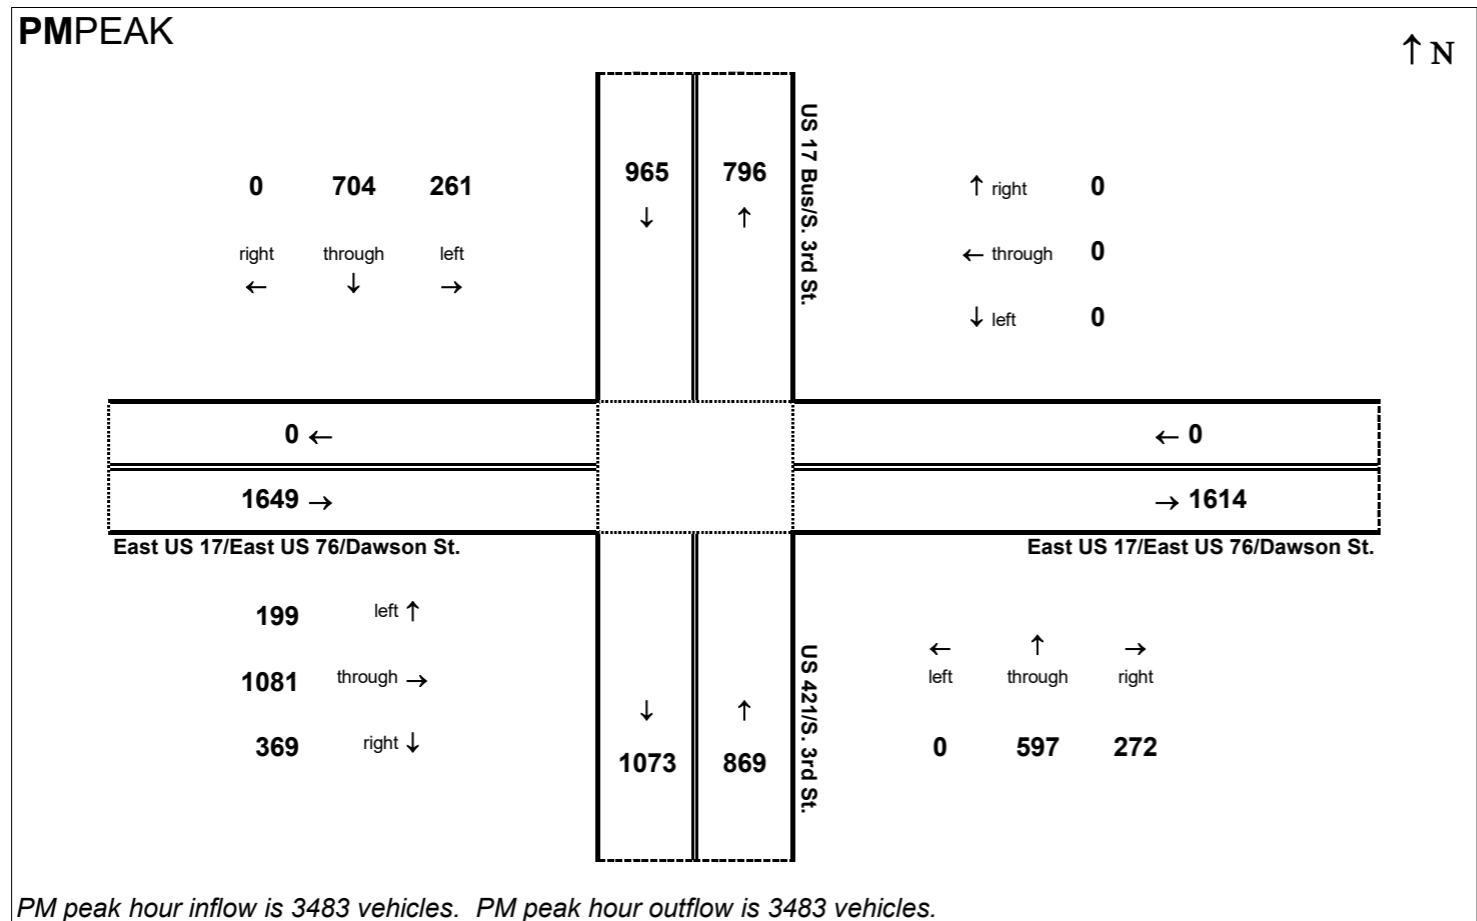 PMPEAK
↑ N
0 704 261
right through left
← ↓ →
965 796
↓ ↑
US 17 Bus/S. 3rd St.
↑ right 0
← through 0
↓ left 0
0 ←
← 0
1649 →
→ 1614
East US 17/East US 76/Dawson St.
East US 17/East US 76/Dawson St.
199 left ↑
1081 through →
369 right ↓
↓ ↑
1073 869
US 421/S. 3rd St.
← ↑ →
left through right
0 597 272
PM peak hour inflow is 3483 vehicles. PM peak hour outflow is 3483 vehicles.